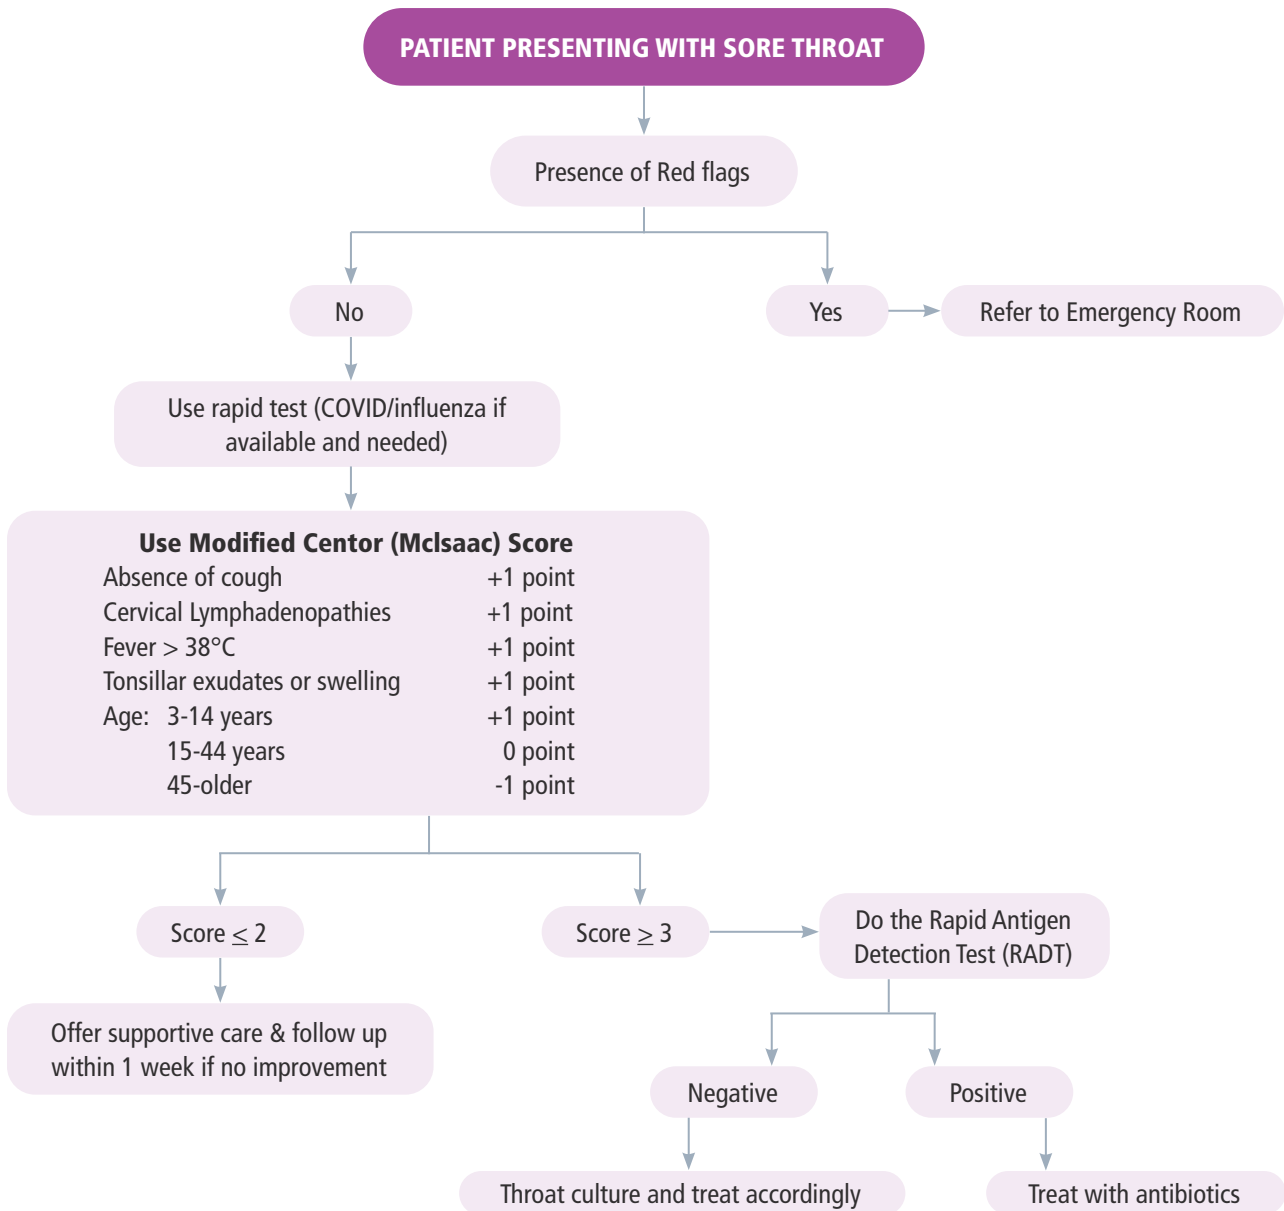 PATIENT PRESENTING WITH SORE THROAT
Presence of Red flags
No
Yes
Refer to Emergency Room
Use rapid test (COVID/influenza if
available and needed)
Use Modified Centor (McIsaac) Score
Absence of cough +1 point
Cervical Lymphadenopathies +1 point
Fever > 38°C +1 point
Tonsillar exudates or swelling +1 point
Age: 3-14 years +1 point
15-44 years 0 point
45-older -1 point
Score ≤ 2
Score ≥ 3
Do the Rapid Antigen
Detection Test (RADT)
Offer supportive care & follow up
within 1 week if no improvement
Negative
Positive
Throat culture and treat accordingly
Treat with antibiotics